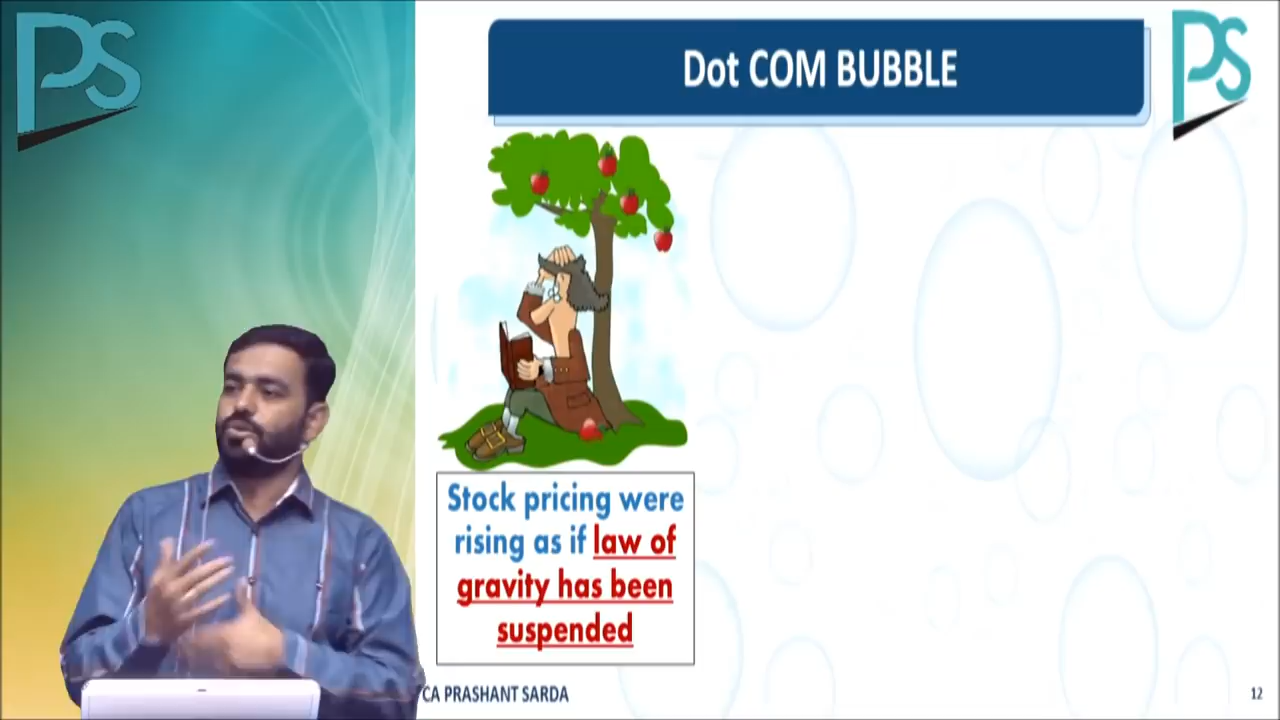 PS
Dot COM BUBBLE
PS
Stock pricing were
rising as if law of
gravity has been
suspended
CA PRASHANT SARDA
12